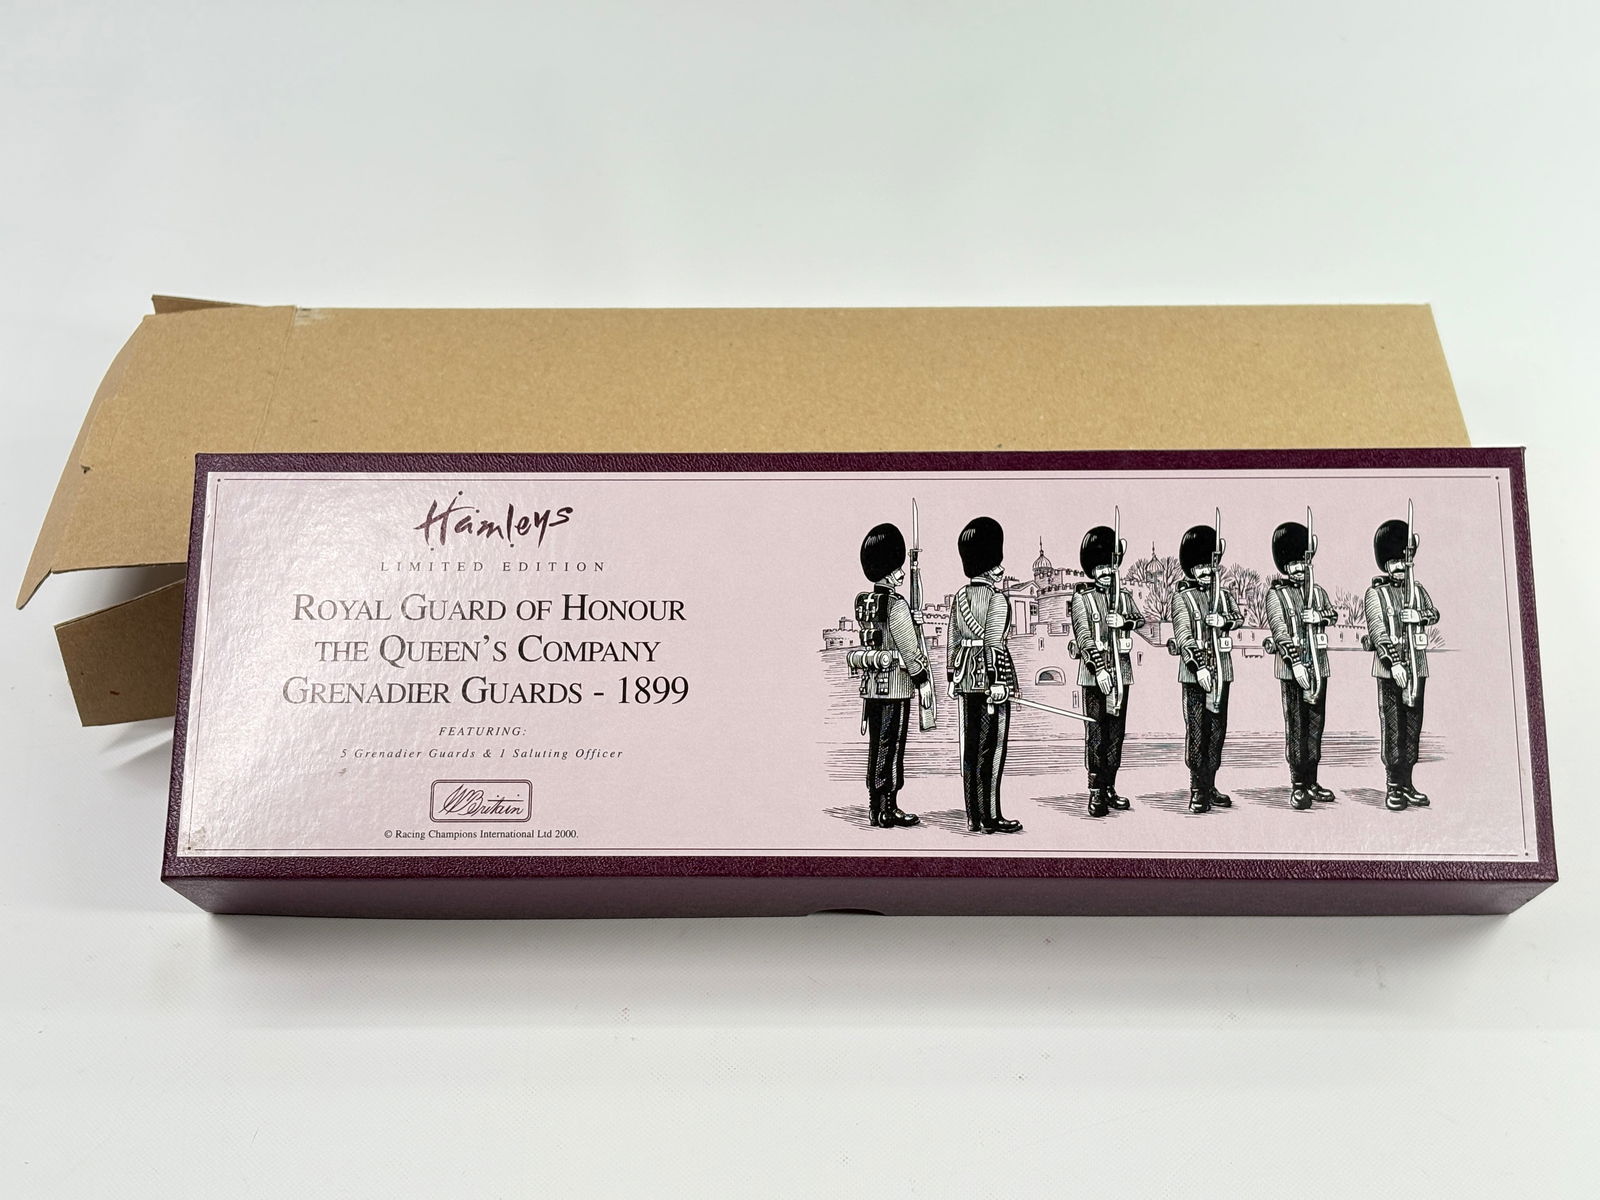 Hamleys
LIMITED EDITION
ROYAL GUARD OF HONOUR
THE QUEEN'S COMPANY
GRENADIER GUARDS - 1899
FEATURING:
5 Grenadier Guards & 1 Saluting Officer
W. Britain
© Racing Champions International Ltd 2000.